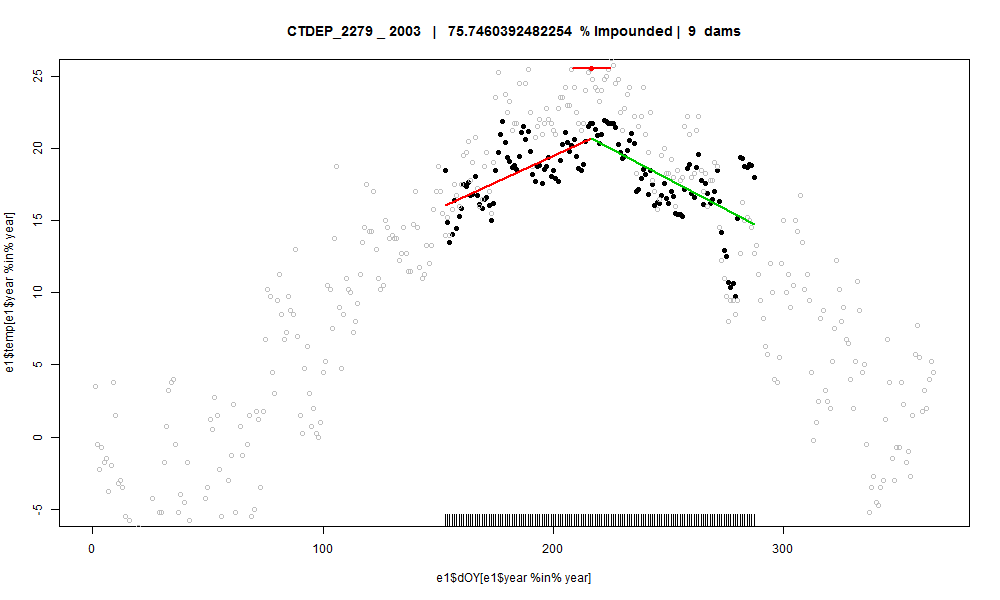 CTDEP_2279 _ 2003 | 75.7460392482254 % Impounded | 9 dams
25
20
15
10
5
0
-5
e1$temp[e1$year %in% year]
0 100 200 300
e1$dOY[e1$year %in% year]